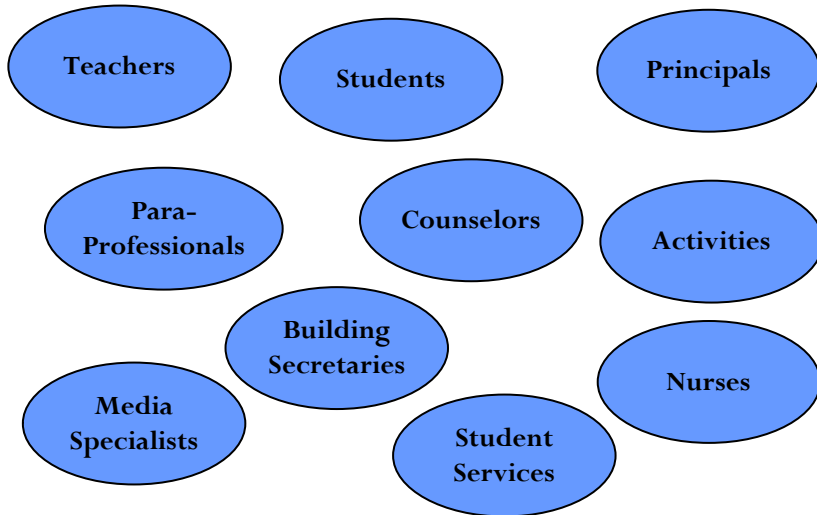 Teachers
Students
Principals
Para-
Professionals
Counselors
Activities
Building
Secretaries
Nurses
Media
Specialists
Student
Services